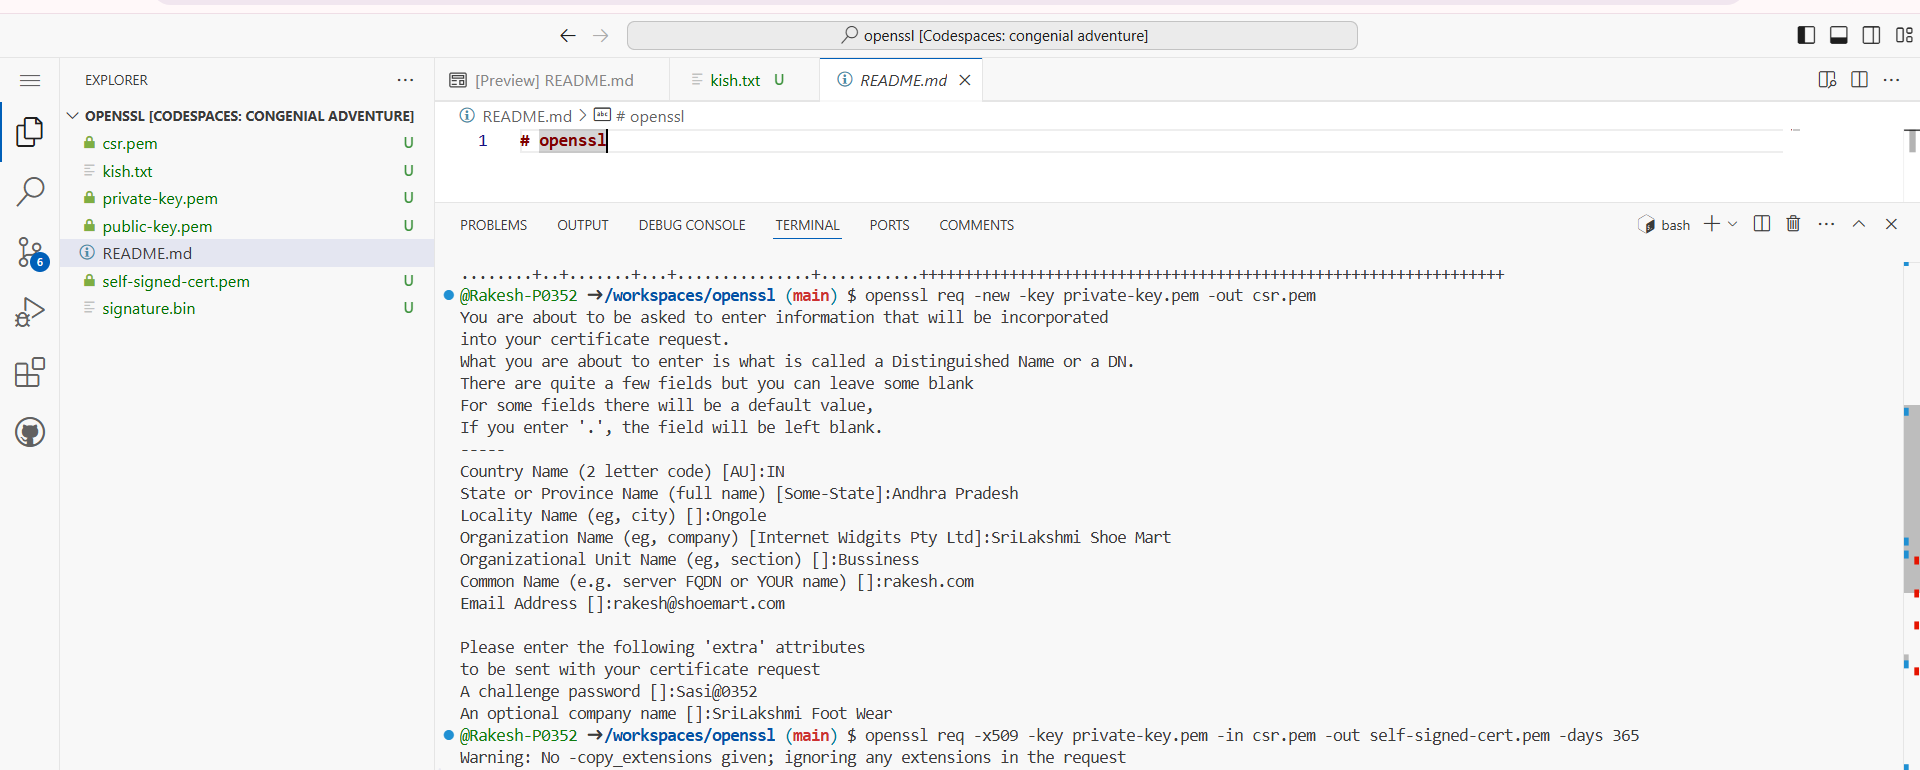 openssl [Codespaces: congenial adventure]
EXPLORER
OPENSSL [CODESPACES: CONGENIAL ADVENTURE]
csr.pem U
kish.txt U
private-key.pem U
public-key.pem U
README.md
self-signed-cert.pem U
signature.bin U
6
[Preview] README.md
kish.txt U
README.md
README.md > # openssl
1 # openssl
PROBLEMS OUTPUT DEBUG CONSOLE TERMINAL PORTS COMMENTS
bash
........+..+.......+...+...............+...........+++++++++++++++++++++++++++++++++++++++++++++++++++++++++++++++++
@Rakesh-P0352 ➜/workspaces/openssl (main) $ openssl req -new -key private-key.pem -out csr.pem
You are about to be asked to enter information that will be incorporated
into your certificate request.
What you are about to enter is what is called a Distinguished Name or a DN.
There are quite a few fields but you can leave some blank
For some fields there will be a default value,
If you enter '.', the field will be left blank.
-----
Country Name (2 letter code) [AU]:IN
State or Province Name (full name) [Some-State]:Andhra Pradesh
Locality Name (eg, city) []:Ongole
Organization Name (eg, company) [Internet Widgits Pty Ltd]:SriLakshmi Shoe Mart
Organizational Unit Name (eg, section) []:Bussiness
Common Name (e.g. server FQDN or YOUR name) []:rakesh.com
Email Address []:rakesh@shoemart.com
Please enter the following 'extra' attributes
to be sent with your certificate request
A challenge password []:Sasi@0352
An optional company name []:SriLakshmi Foot Wear
@Rakesh-P0352 ➜/workspaces/openssl (main) $ openssl req -x509 -key private-key.pem -in csr.pem -out self-signed-cert.pem -days 365
Warning: No -copy_extensions given; ignoring any extensions in the request